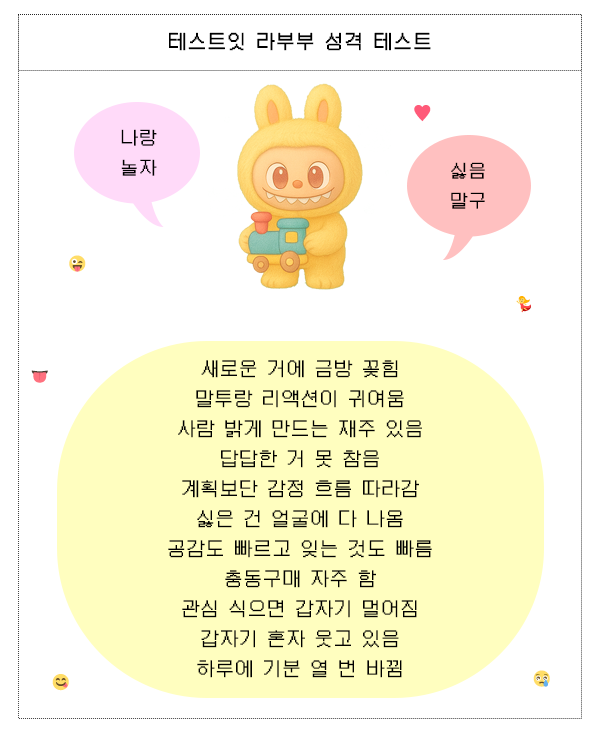 테스트잇 라부부 성격 테스트
나랑
놀자
싫음
말구
새로운 거에 금방 꽂힘
말투랑 리액션이 귀여움
사람 밝게 만드는 재주 있음
답답한 거 못 참음
계획보단 감정 흐름 따라감
싫은 건 얼굴에 다 나옴
공감도 빠르고 잊는 것도 빠름
충동구매 자주 함
관심 식으면 갑자기 멀어짐
갑자기 혼자 웃고 있음
하루에 기분 열 번 바뀜